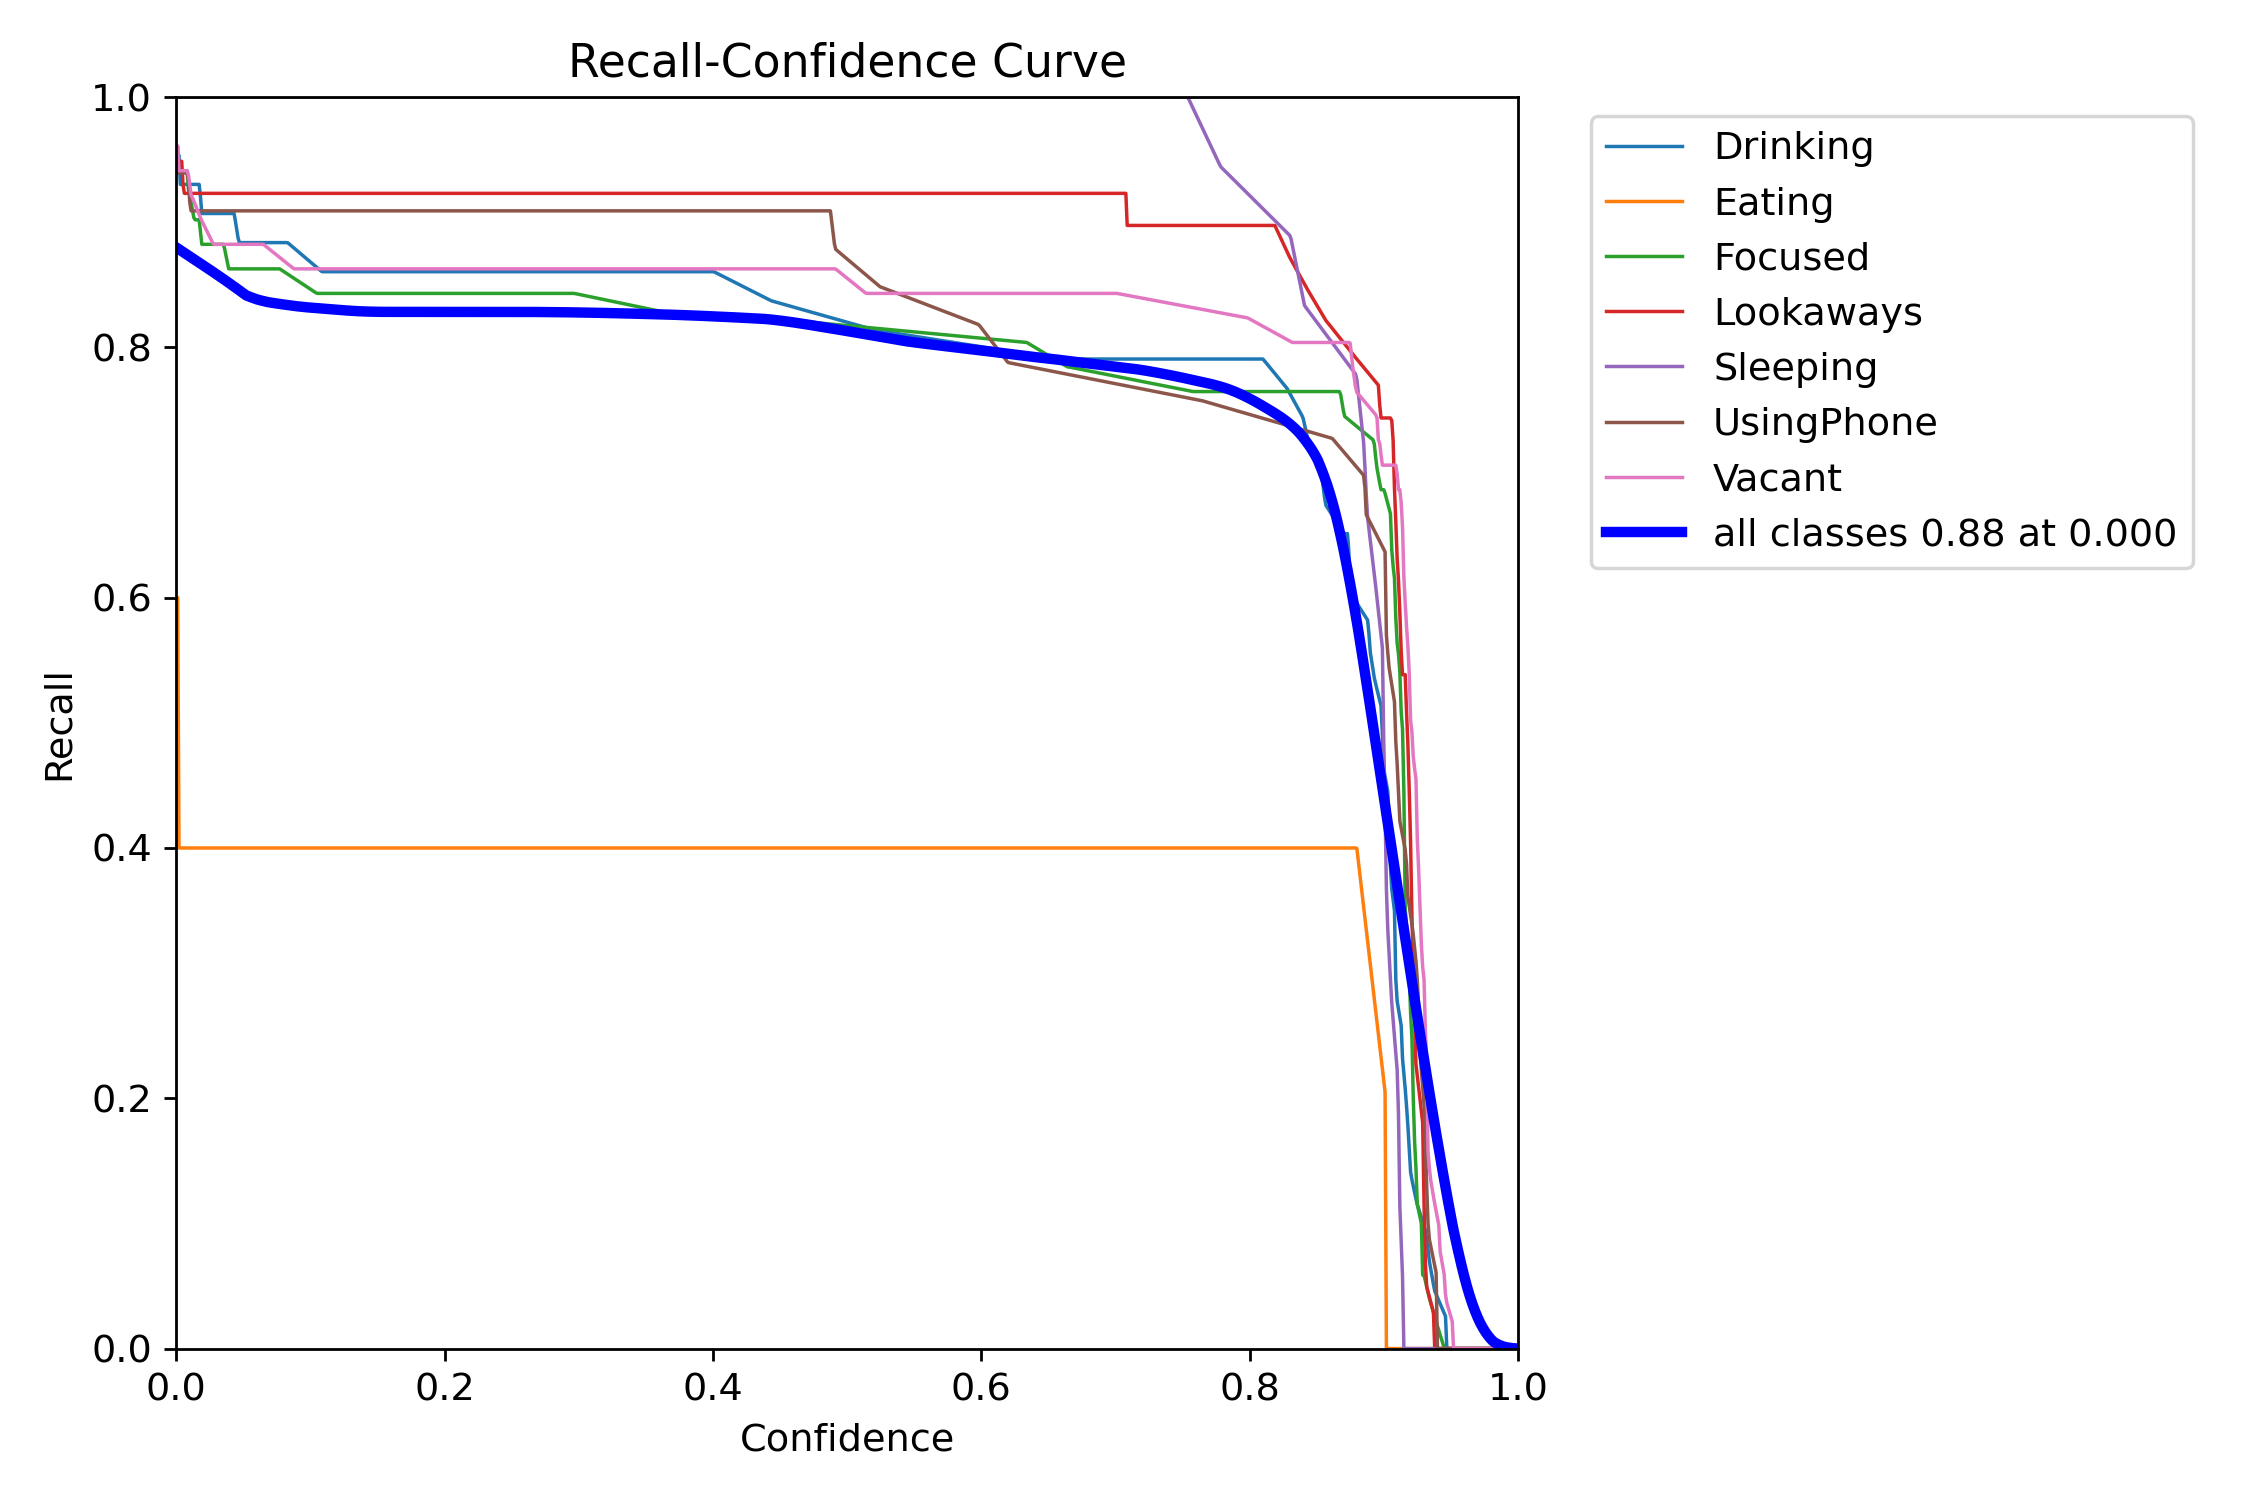 Recall-Confidence Curve
1.0
0.8
0.6
0.4
0.2
0.0
Recall
0.0 0.2 0.4 0.6 0.8 1.0
Confidence
Drinking
Eating
Focused
Lookaways
Sleeping
UsingPhone
Vacant
all classes 0.88 at 0.000